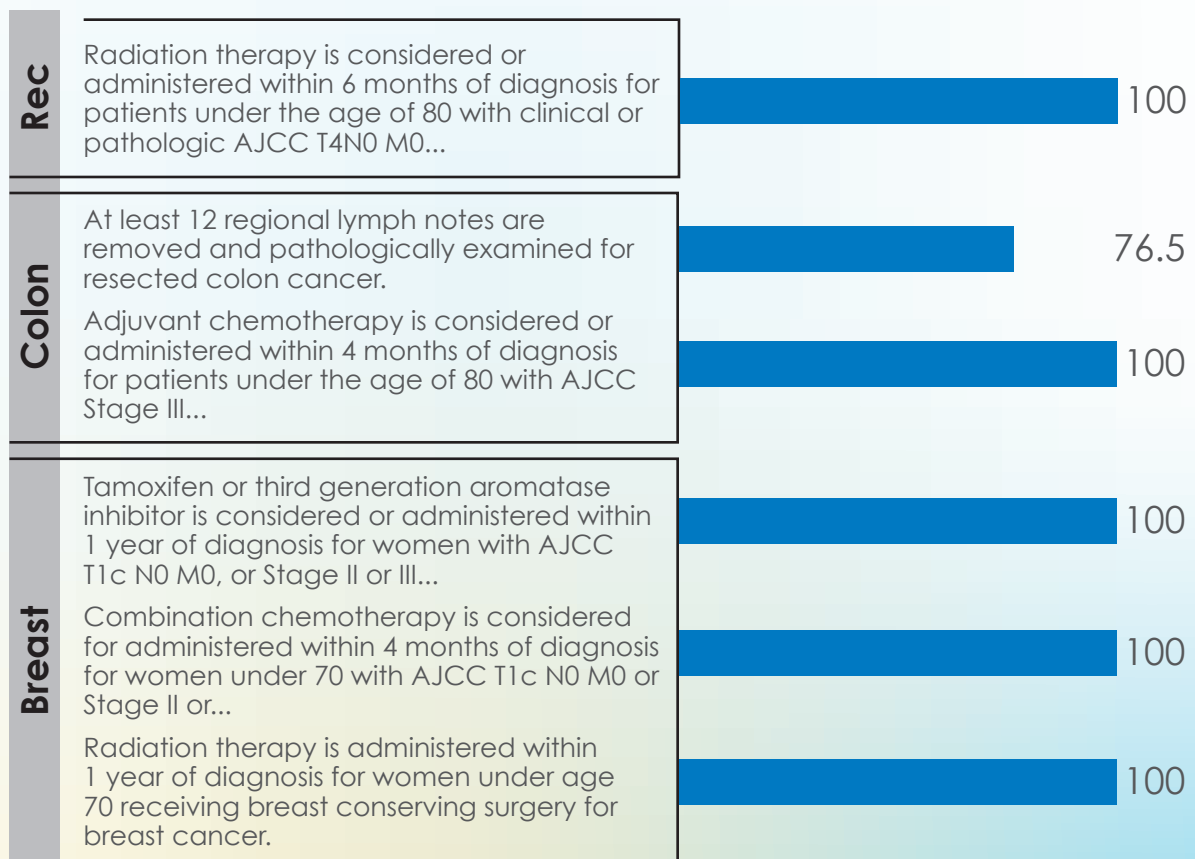 Rec
Radiation therapy is considered or
administered within 6 months of diagnosis for
patients under the age of 80 with clinical or
pathologic AJCC T4N0 M0...
100
Colon
At least 12 regional lymph notes are
removed and pathologically examined for
resected colon cancer.
76.5
Adjuvant chemotherapy is considered or
administered within 4 months of diagnosis
for patients under the age of 80 with AJCC
Stage III...
100
Breast
Tamoxifen or third generation aromatase
inhibitor is considered or administered within
1 year of diagnosis for women with AJCC
T1c N0 M0, or Stage II or III...
100
Combination chemotherapy is considered
for administered within 4 months of diagnosis
for women under 70 with AJCC T1c N0 M0 or
Stage II or...
100
Radiation therapy is administered within
1 year of diagnosis for women under age
70 receiving breast conserving surgery for
breast cancer.
100